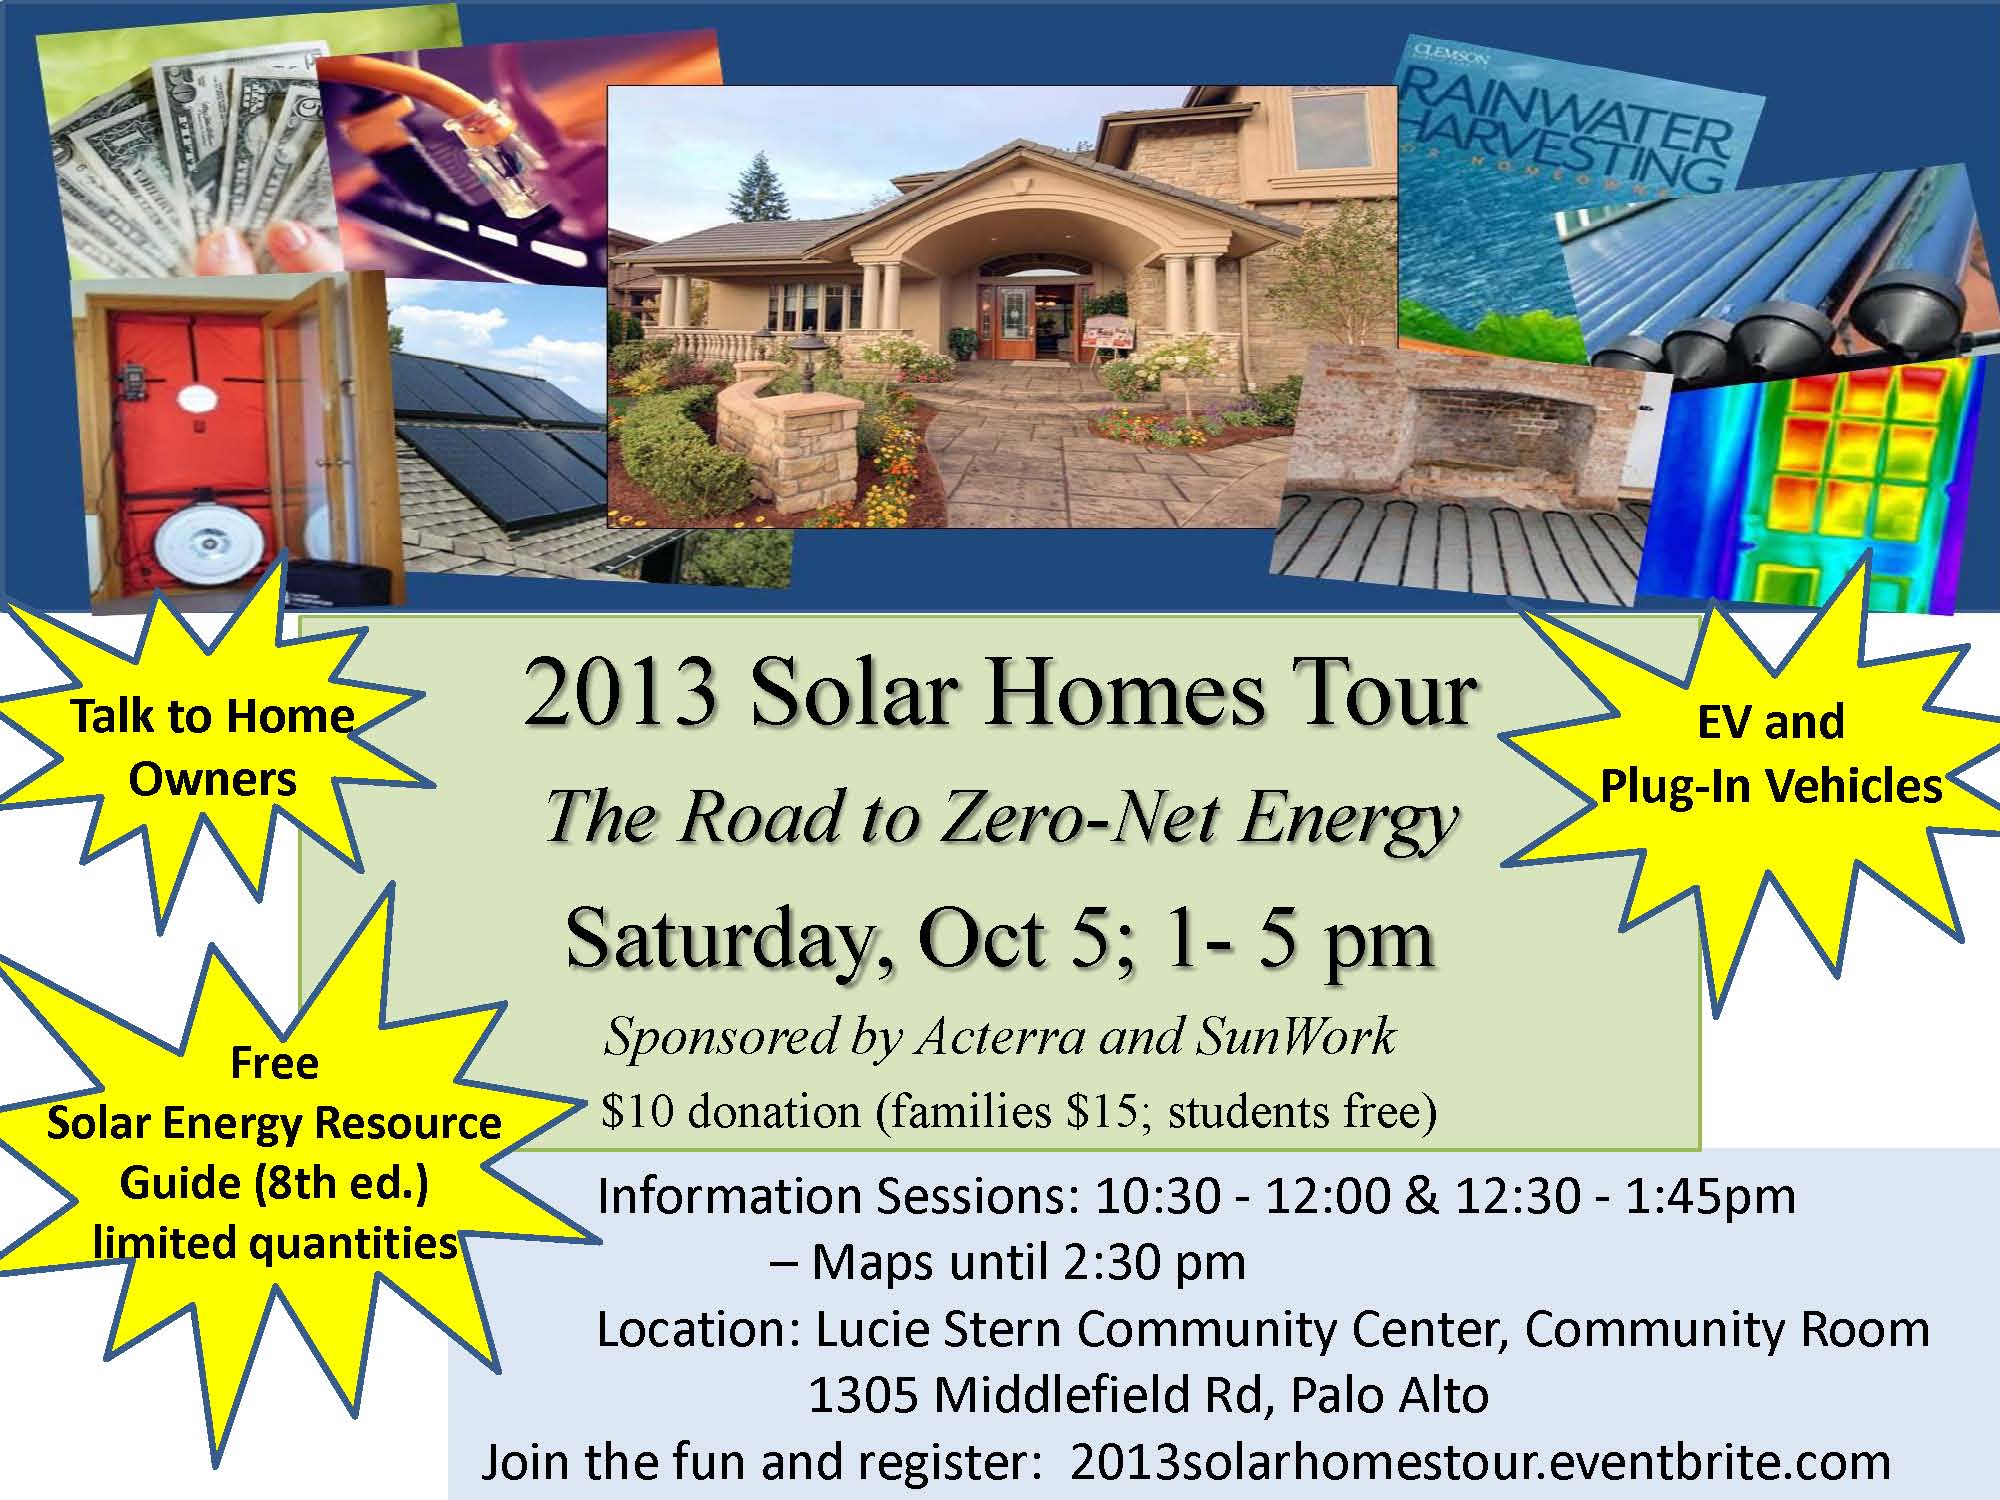 CLEMSON
RAINWATER
HARVESTING
FOR HOMEOWNERS
2013 Solar Homes Tour
The Road to Zero-Net Energy
Saturday, Oct 5; 1- 5 pm
Sponsored by Acterra and SunWork
$10 donation (families $15; students free)
Talk to Home
Owners
EV and
Plug-In Vehicles
Free
Solar Energy Resource
Guide (8th ed.)
limited quantities
Information Sessions: 10:30 - 12:00 & 12:30 - 1:45pm
– Maps until 2:30 pm
Location: Lucie Stern Community Center, Community Room
1305 Middlefield Rd, Palo Alto
Join the fun and register: 2013solarhomestour.eventbrite.com